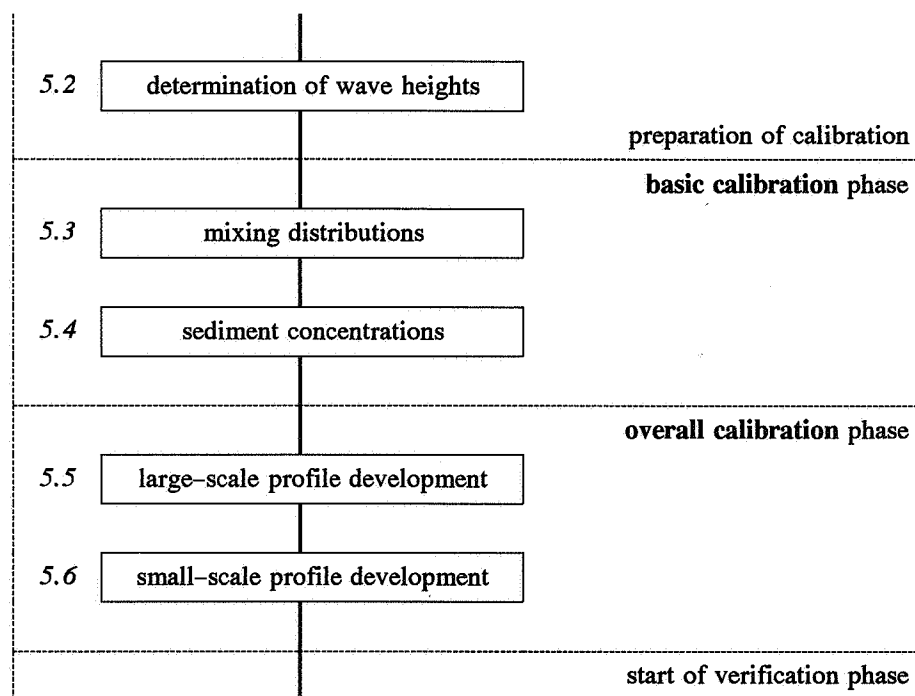 5.2 determination of wave heights
preparation of calibration
basic calibration phase
5.3 mixing distributions
5.4 sediment concentrations
overall calibration phase
5.5 large–scale profile development
5.6 small–scale profile development
start of verification phase